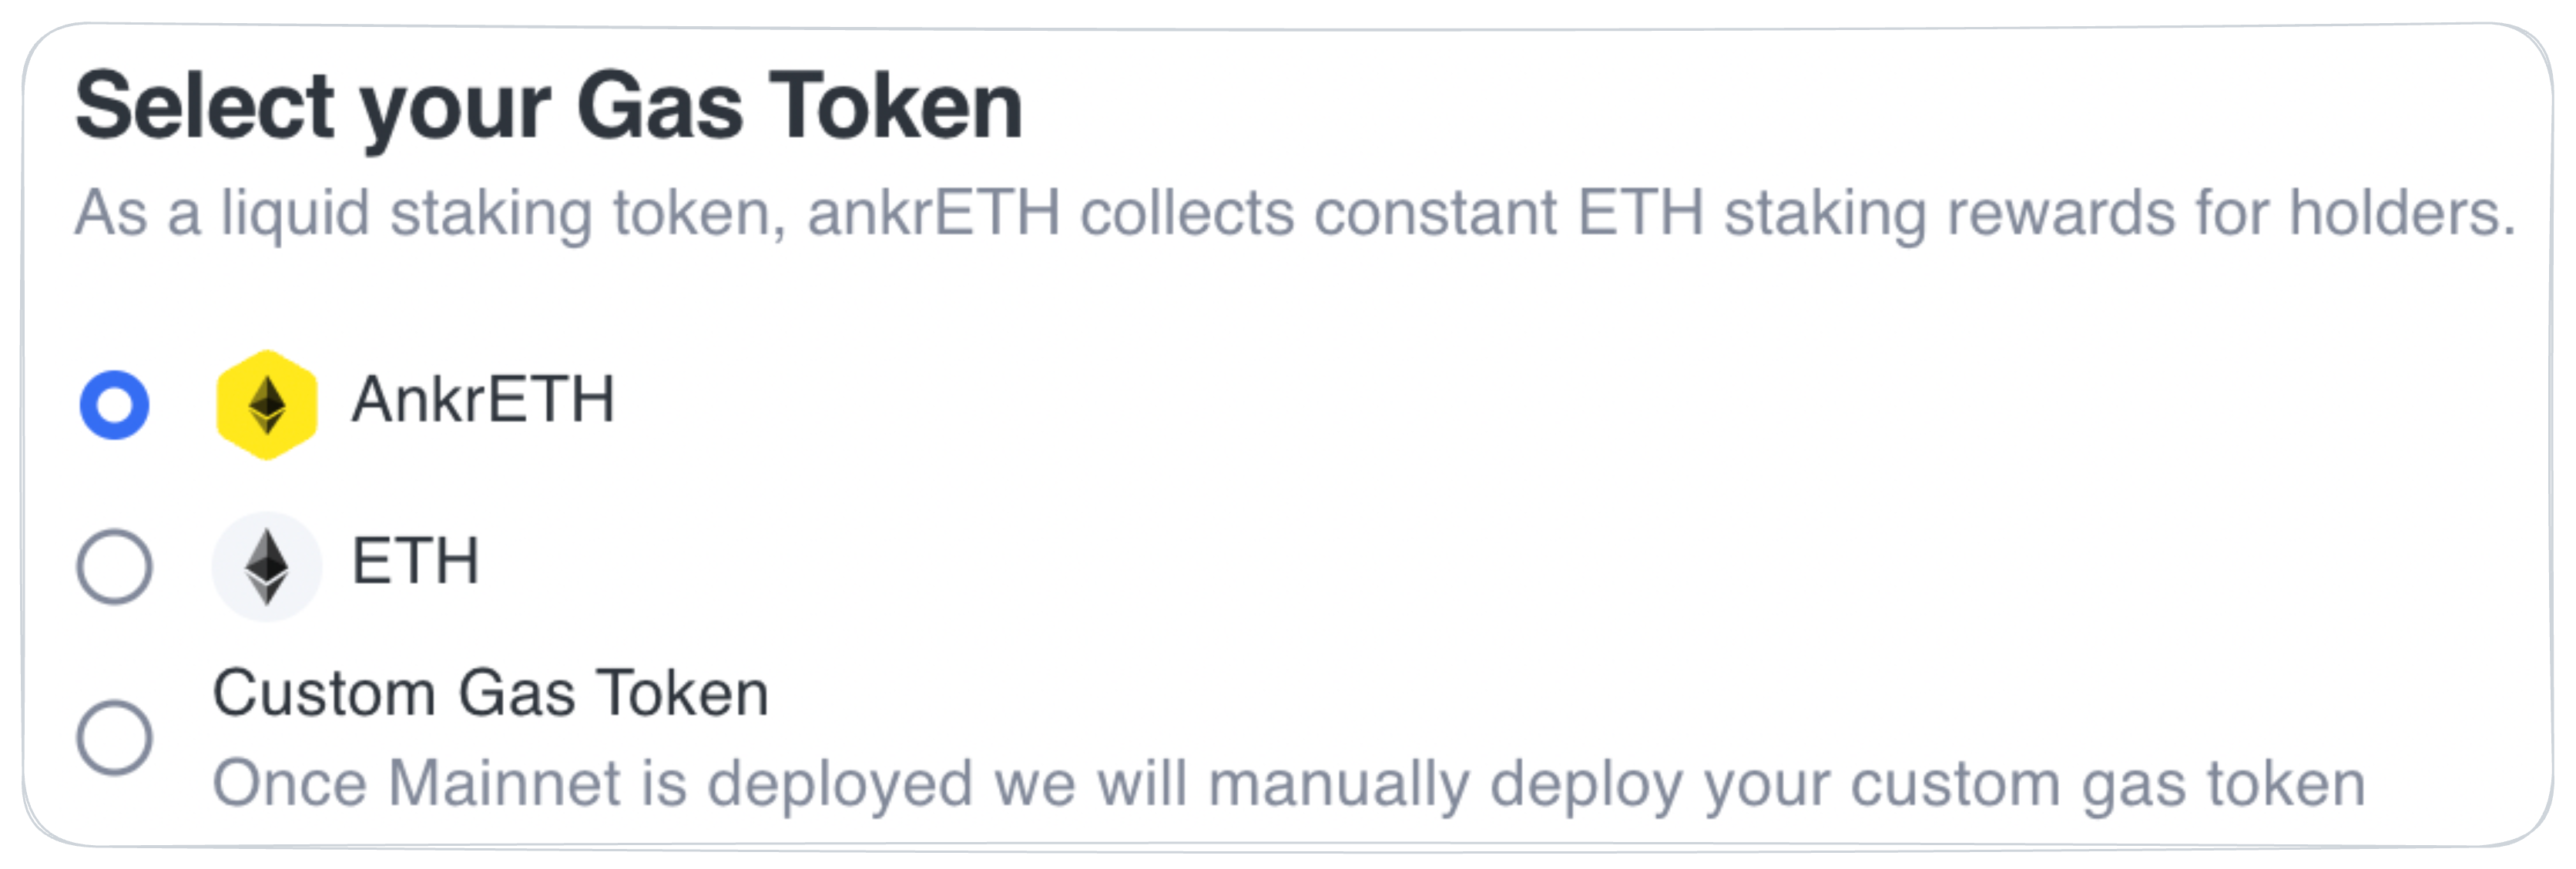 Select your Gas Token
As a liquid staking token, ankrETH collects constant ETH staking rewards for holders.
AnkrETH
ETH
Custom Gas Token
Once Mainnet is deployed we will manually deploy your custom gas token